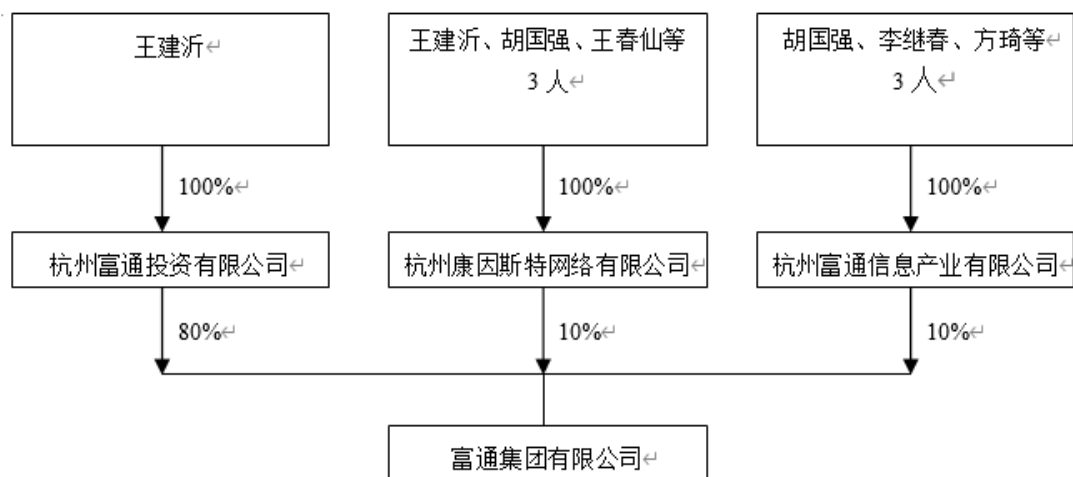 王建沂
王建沂、胡国强、王春仙等
3 人
胡国强、李继春、方琦等
3 人
100%
100%
100%
杭州富通投资有限公司
杭州康因斯特网络有限公司
杭州富通信息产业有限公司
80%
10%
10%
富通集团有限公司